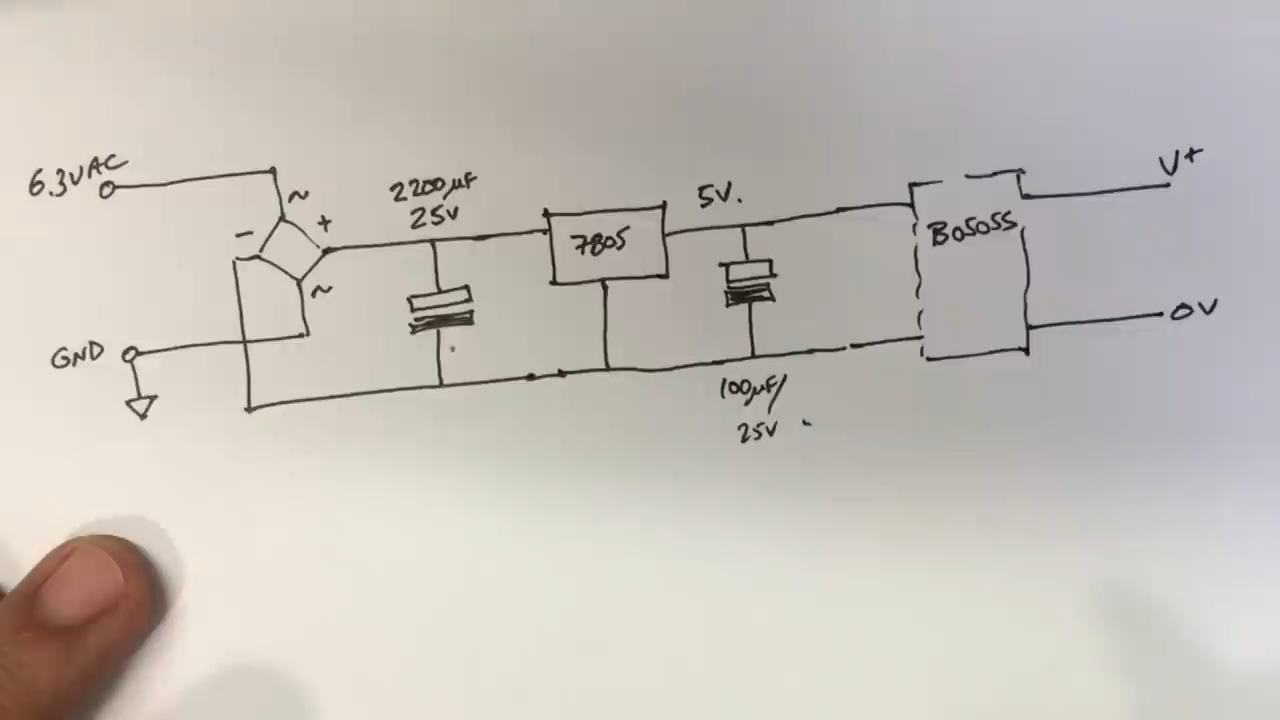 6.3VAC
~
+
-
~
GND
2200µF
25V
7805
5V.
100µF/
25V
B0505S
V+
0V